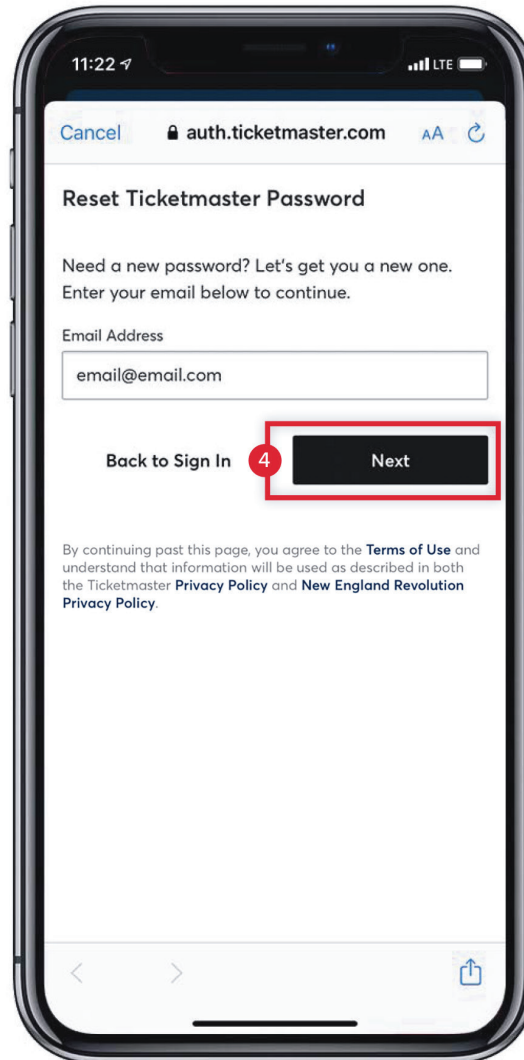 11:22 LTE
Cancel auth.ticketmaster.com AA
Reset Ticketmaster Password
Need a new password? Let's get you a new one.
Enter your email below to continue.
Email Address
email@email.com
Back to Sign In 4 Next
By continuing past this page, you agree to the Terms of Use and
understand that information will be used as described in both
the Ticketmaster Privacy Policy and New England Revolution
Privacy Policy.